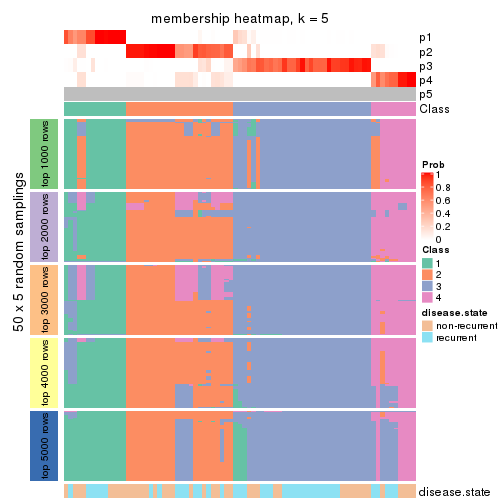 membership heatmap, k = 5
p1
p2
p3
p4
p5
Class
50 x 5 random samplings
top 1000 rows
top 2000 rows
top 3000 rows
top 4000 rows
top 5000 rows
disease.state
Prob
1
0.8
0.6
0.4
0.2
0
Class
1
2
3
4
disease.state
non-recurrent
recurrent